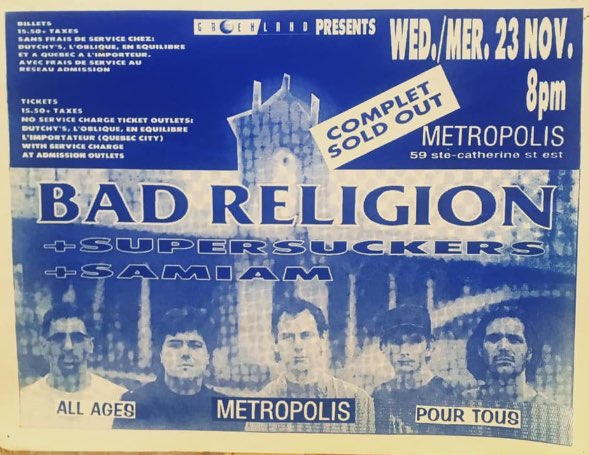 BILLETS
15.50+ TAXES
SANS FRAIS DE SERVICE CHEZ:
DUTCHY'S, L'OBLIQUE, EN EQUILIBRE
ET A QUEBEC A L'IMPORTEUR.
AVEC FRAIS DE SERVICE AU
RESEAU ADMISSION
TICKETS
15.50+ TAXES
NO SERVICE CHARGE TICKET OUTLETS:
DUTCHY'S, L'OBLIQUE, EN EQUILIBRE
L'IMPORTATEUR (QUEBEC CITY)
WITH SERVICE CHARGE
AT ADMISSION OUTLETS
GREENLAND PRESENTS
WED./MER. 23 NOV.
8pm
COMPLET
SOLD OUT
METROPOLIS
59 ste-catherine st est
BAD RELIGION
+SUPERSUCKERS
+SAMIAM
ALL AGES
METROPOLIS
POUR TOUS